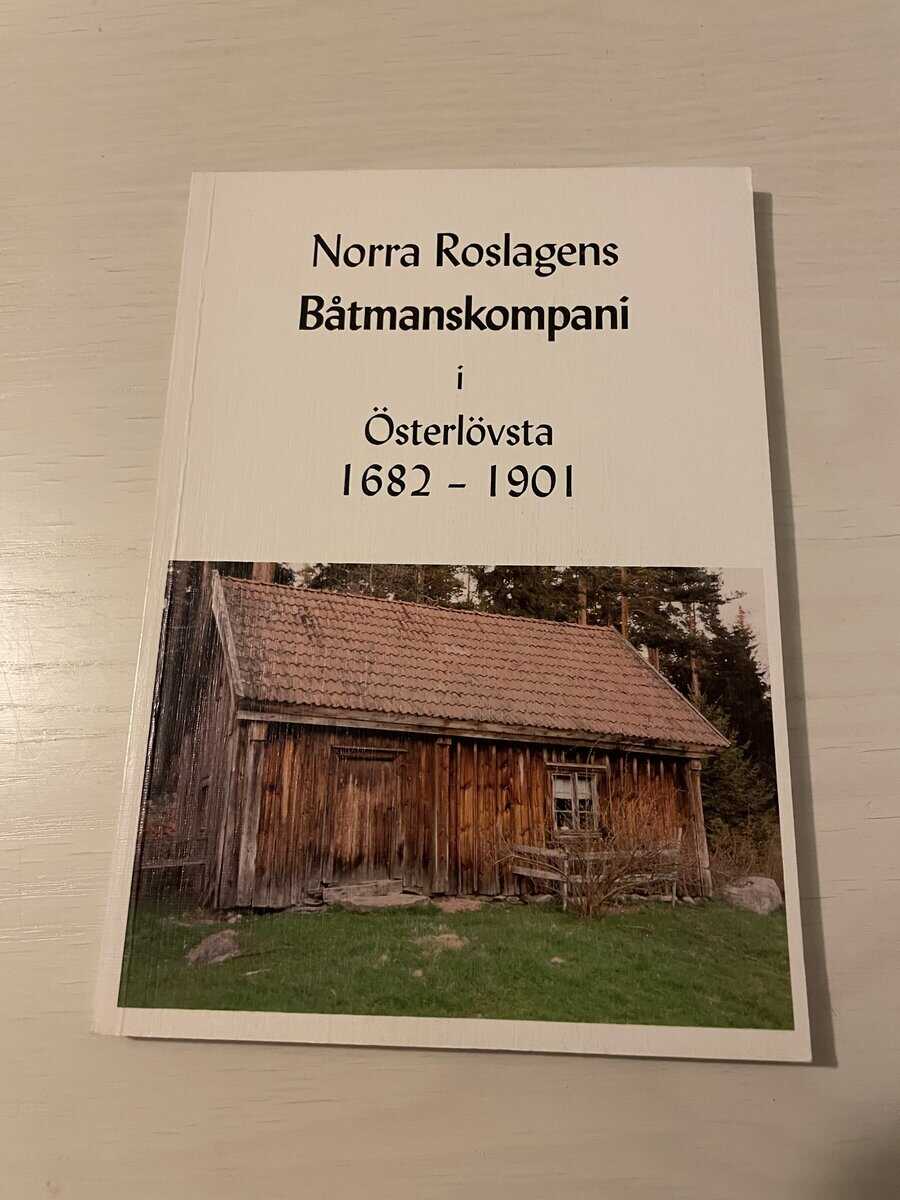 Norra Roslagens
Båtmanskompani
i
Österlövsta
1682 - 1901